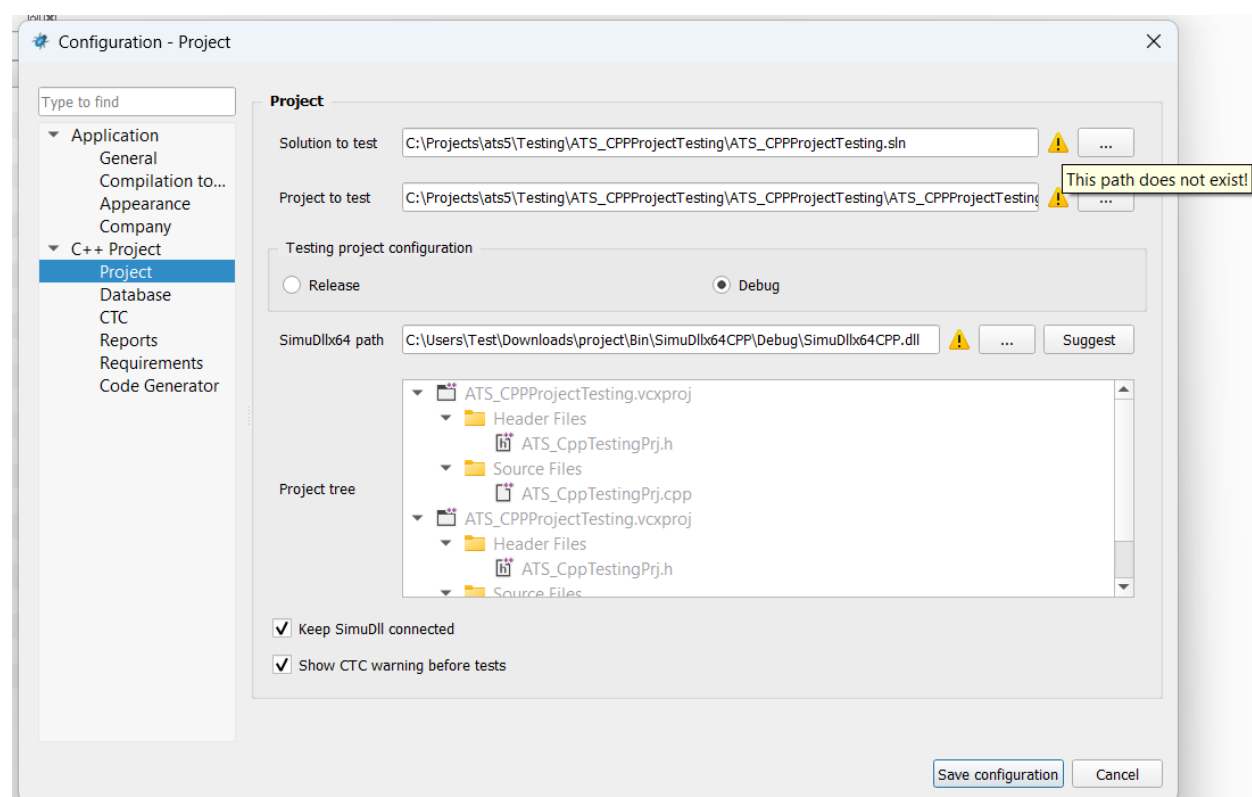 Configuration - Project
Type to find
Application
General
Compilation to...
Appearance
Company
C++ Project
Project
Database
CTC
Reports
Requirements
Code Generator
Project
Solution to test
C:\Projects\ats5\Testing\ATS_CPPProjectTesting\ATS_CPPProjectTesting.sln
...
This path does not exist!
Project to test
C:\Projects\ats5\Testing\ATS_CPPProjectTesting\ATS_CPPProjectTesting\ATS_CPPProjectTesting
...
Testing project configuration
Release
Debug
SimuDllx64 path
C:\Users\Test\Downloads\project\Bin\SimuDllx64CPP\Debug\SimuDllx64CPP.dll
...
Suggest
Project tree
ATS_CPPProjectTesting.vcxproj
Header Files
ATS_CppTestingPrj.h
Source Files
ATS_CppTestingPrj.cpp
ATS_CPPProjectTesting.vcxproj
Header Files
ATS_CppTestingPrj.h
Source Files
Keep SimuDll connected
Show CTC warning before tests
Save configuration
Cancel